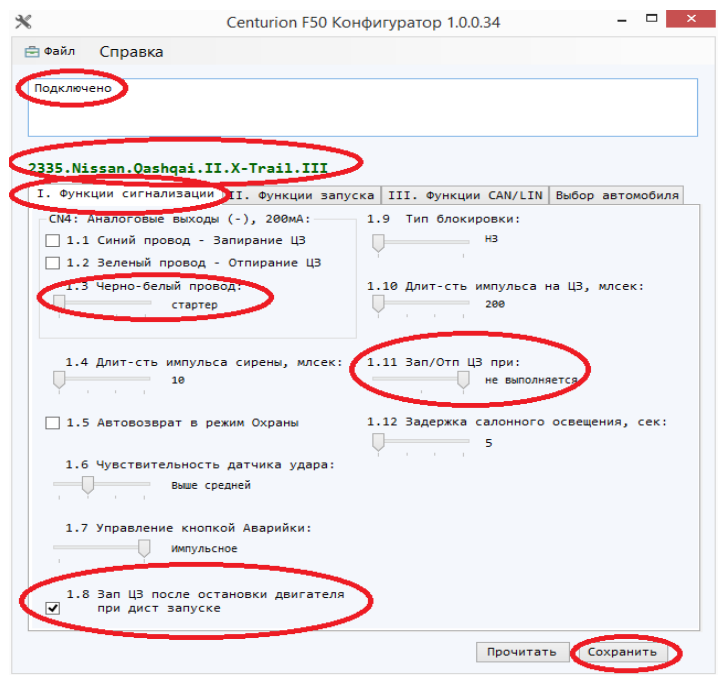 Centurion F50 Конфигуратор 1.0.0.34
Файл Справка
Подключено
2335.Nissan.Qashqai.II.X-Trail.III
I. Функции сигнализации II. Функции запуска III. Функции CAN/LIN Выбор автомобиля
CN4: Аналоговые выходы (-), 200мА:
1.1 Синий провод - Запирание ЦЗ
1.2 Зеленый провод - Отпирание ЦЗ
1.3 Черно-белый провод:
стартер
1.4 Длит-сть импульса сирены, млсек:
10
1.5 Автовозврат в режим Охраны
1.6 Чувствительность датчика удара:
Выше средней
1.7 Управление кнопкой Аварийки:
Импульсное
1.8 Зап ЦЗ после остановки двигателя
при дист запуске
1.9 Тип блокировки:
НЗ
1.10 Длит-сть импульса на ЦЗ, млсек:
200
1.11 Зап/Отп ЦЗ при:
не выполняется
1.12 Задержка салонного освещения, сек:
5
Прочитать Сохранить